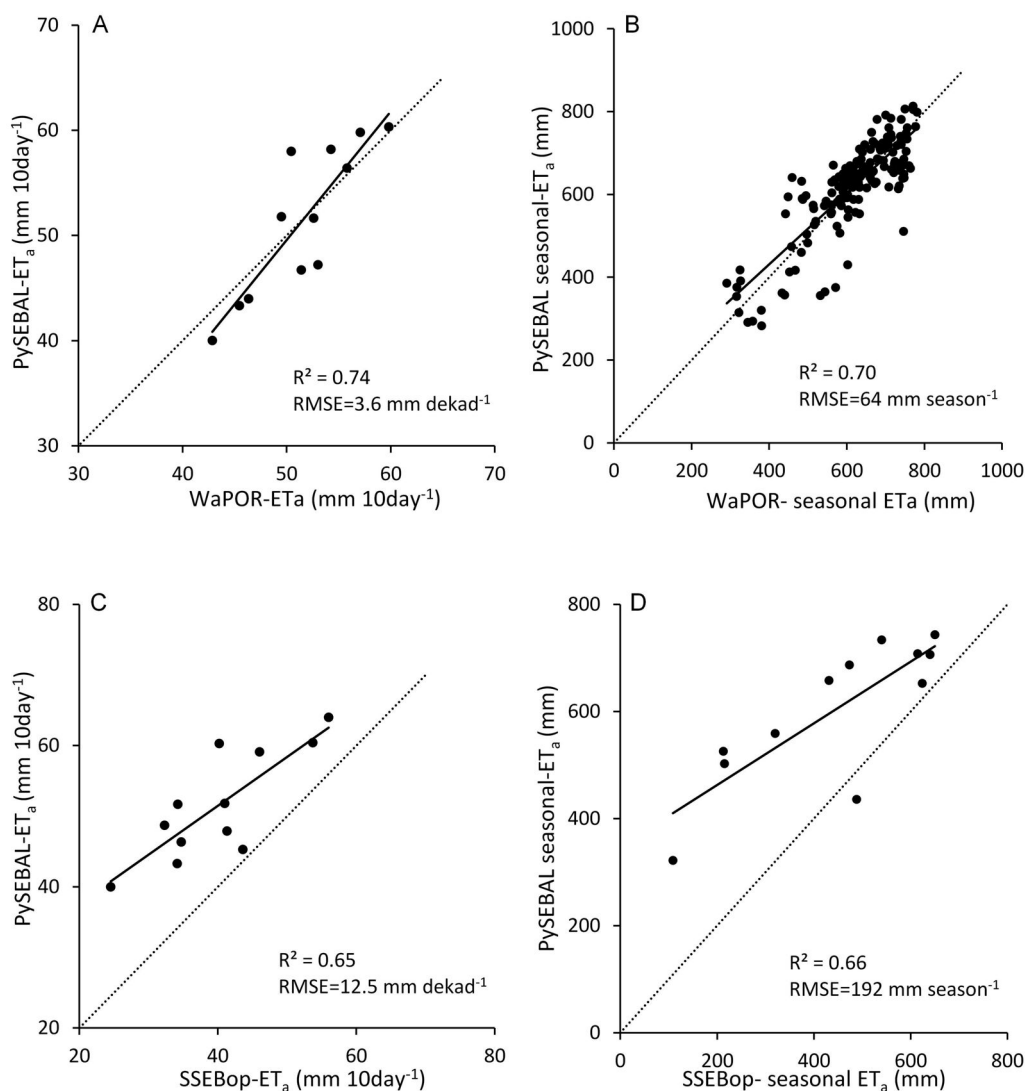 A
PySEBAL-ETₐ (mm 10day⁻¹)
70
60
50
40
30
30
40
50
60
70
R² = 0.74
RMSE=3.6 mm dekad⁻¹
WaPOR-ETa (mm 10day⁻¹)
B
PySEBAL seasonal-ETₐ (mm)
1000
800
600
400
200
0
0
200
400
600
800
1000
R² = 0.70
RMSE=64 mm season⁻¹
WaPOR- seasonal ETa (mm)
C
PySEBAL-ETₐ (mm 10day⁻¹)
80
60
40
20
20
40
60
80
R² = 0.65
RMSE=12.5 mm dekad⁻¹
SSEBop-ETₐ (mm 10day⁻¹)
D
PySEBAL seasonal-ETₐ (mm)
800
600
400
200
0
0
200
400
600
800
R² = 0.66
RMSE=192 mm season⁻¹
SSEBop- seasonal ETₐ (mm)